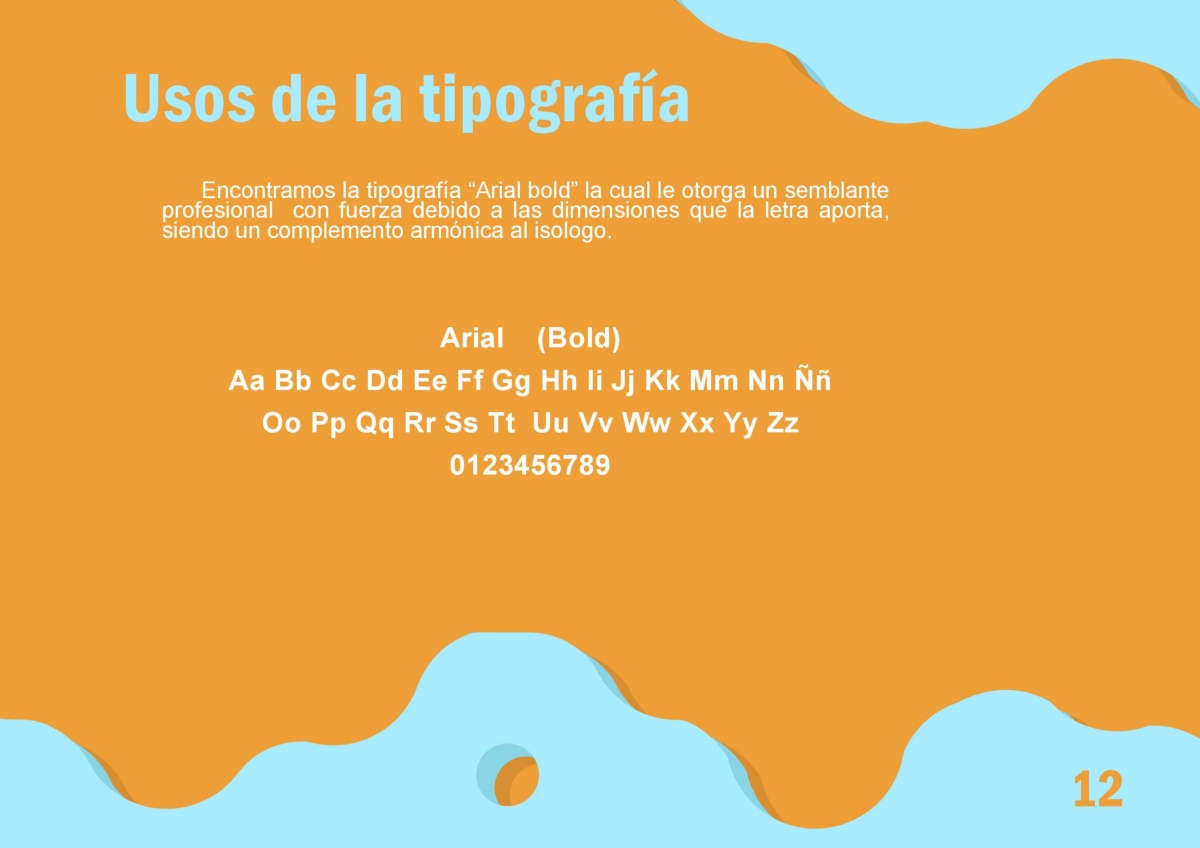 Usos de la tipografía
Encontramos la tipografía “Arial bold” la cual le otorga un semblante
profesional con fuerza debido a las dimensiones que la letra aporta,
siendo un complemento armónica al isologo.
Arial (Bold)
Aa Bb Cc Dd Ee Ff Gg Hh Ii Jj Kk Mm Nn Ññ
Oo Pp Qq Rr Ss Tt Uu Vv Ww Xx Yy Zz
0123456789
12